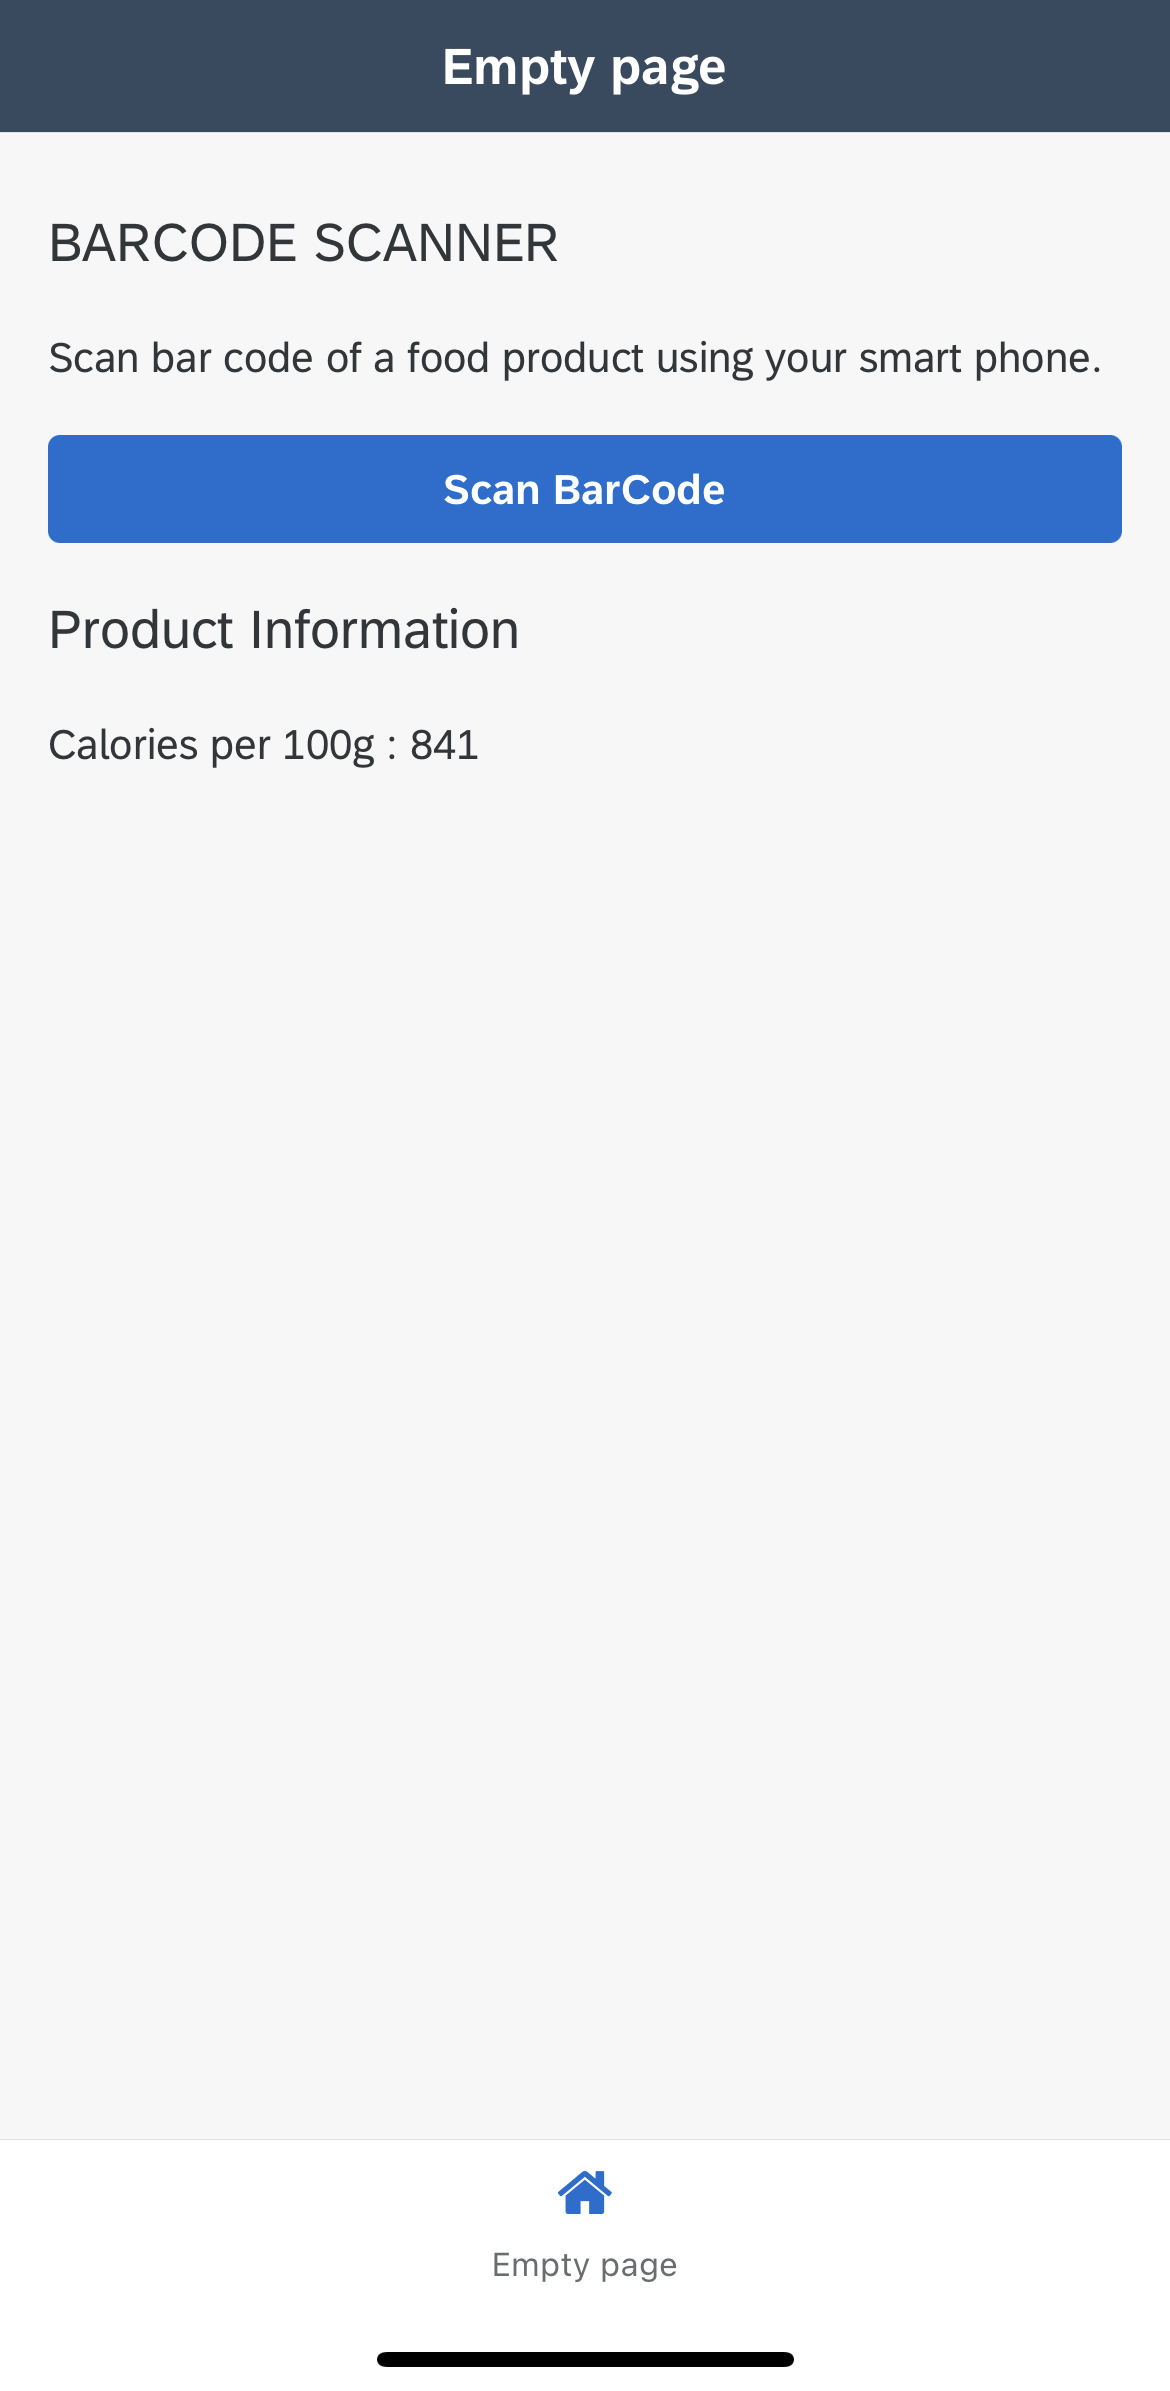 Empty page
BARCODE SCANNER
Scan bar code of a food product using your smart phone.
Scan BarCode
Product Information
Calories per 100g : 841
Empty page